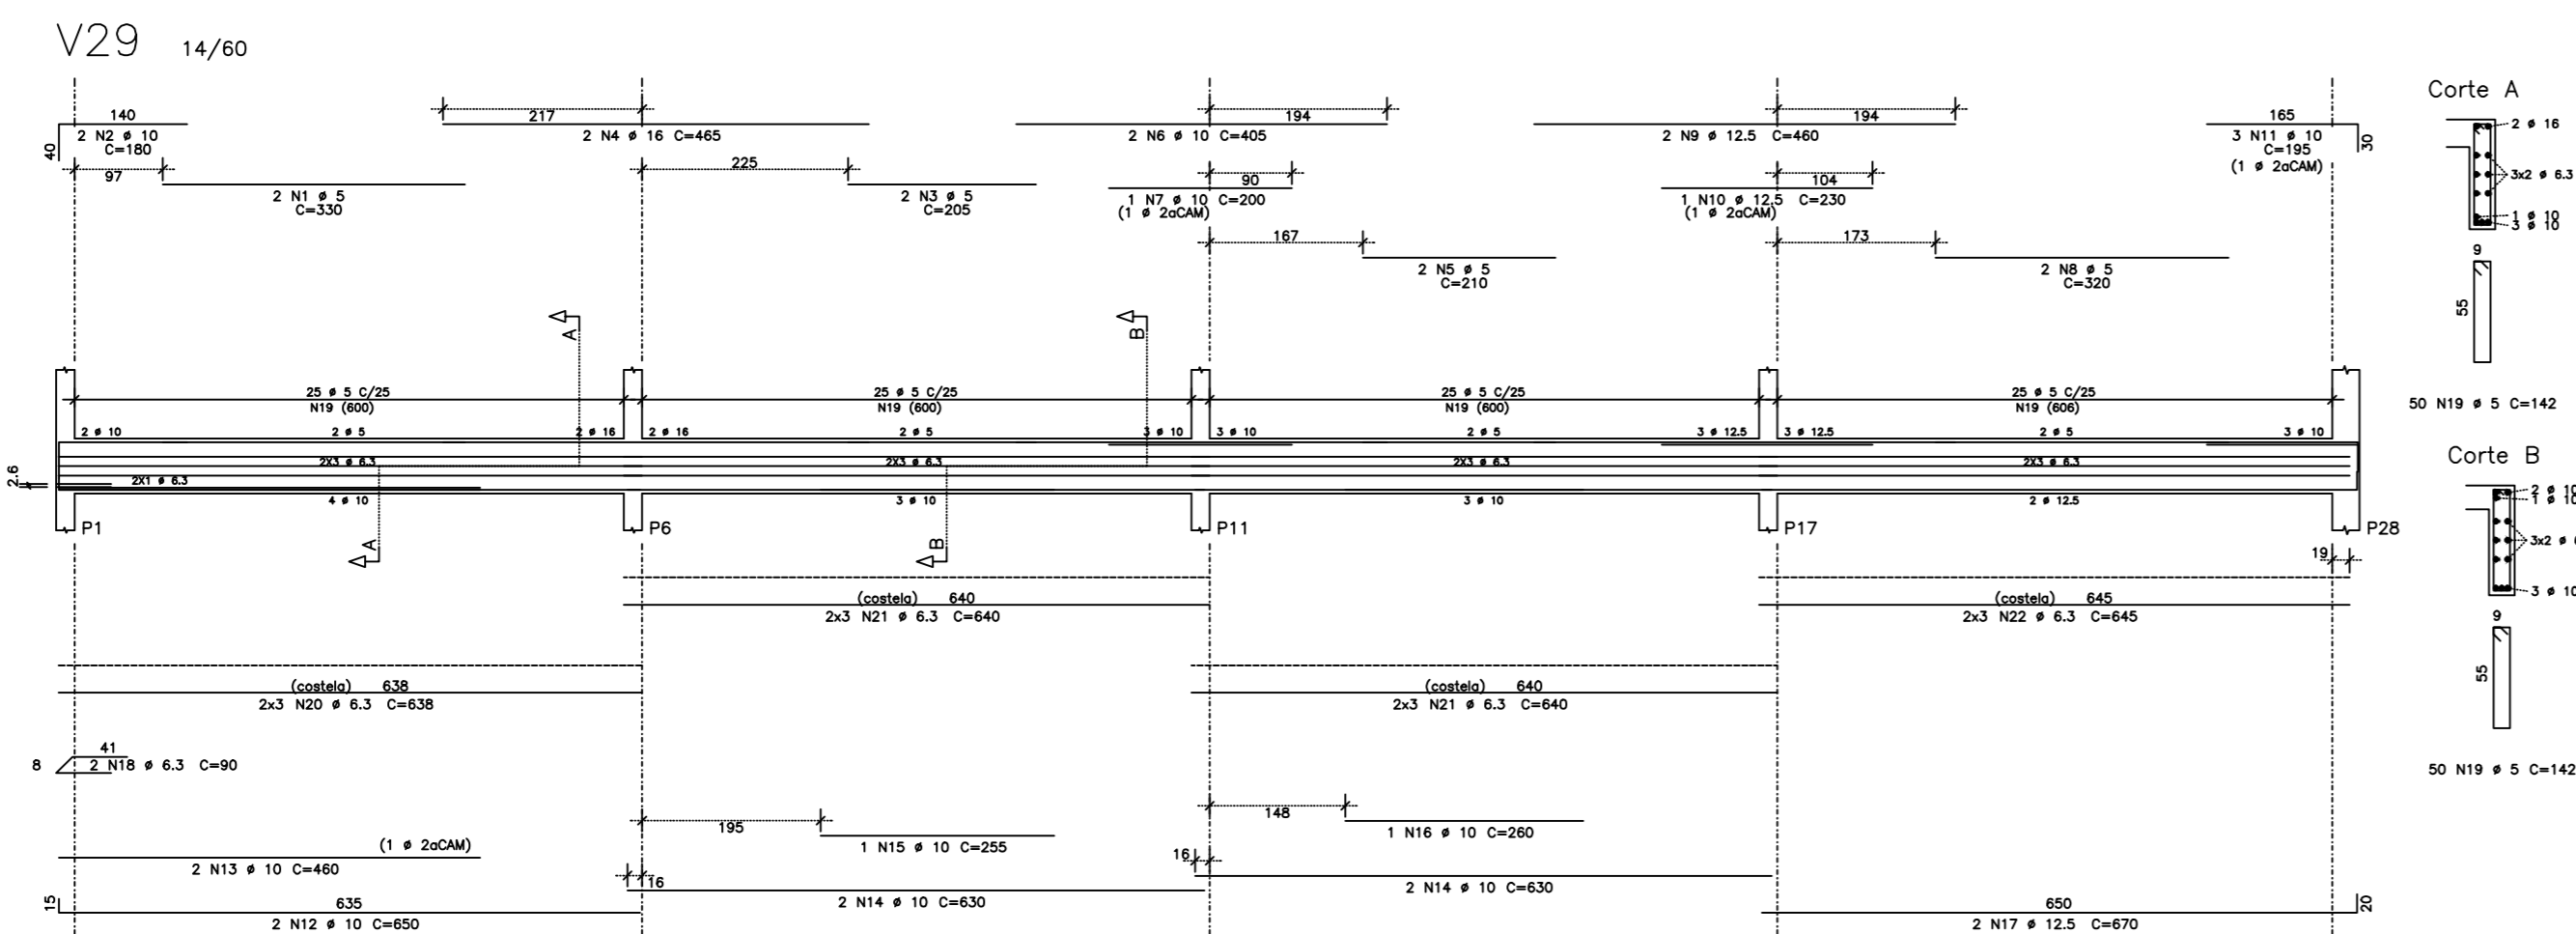 V29 14/60
140
2 N2 ø 10
C=180
40
97
2 N1 ø 5
C=330
217
2 N4 ø 16 C=465
225
2 N3 ø 5
C=205
194
2 N6 ø 10 C=405
90
1 N7 ø 10 C=200
(1 ø 2aCAM)
167
2 N5 ø 5
C=210
194
2 N9 ø 12.5 C=460
104
1 N10 ø 12.5 C=230
(1 ø 2aCAM)
173
2 N8 ø 5
C=320
165
3 N11 ø 10
C=195
(1 ø 2aCAM)
30
A
B
25 ø 5 C/25
N19 (600)
25 ø 5 C/25
N19 (600)
25 ø 5 C/25
N19 (600)
25 ø 5 C/25
N19 (606)
2 ø 10 2 ø 5 2 ø 16 2 ø 16 2 ø 5 3 ø 10 3 ø 10 2 ø 5 3 ø 12.5 3 ø 12.5 2 ø 5 3 ø 10
2X3 ø 6.3 2X3 ø 6.3 2X3 ø 6.3 2X3 ø 6.3
2.6
2X1 ø 6.3
4 ø 10 3 ø 10 3 ø 10 2 ø 12.5
P1 P6 P11 P17 P28
A
B
19
(costela) 640
2x3 N21 ø 6.3 C=640
(costela) 645
2x3 N22 ø 6.3 C=645
(costela) 638
2x3 N20 ø 6.3 C=638
(costela) 640
2x3 N21 ø 6.3 C=640
41
8
2 N18 ø 6.3 C=90
195
1 N15 ø 10 C=255
148
1 N16 ø 10 C=260
(1 ø 2aCAM)
2 N13 ø 10 C=460
16
2 N14 ø 10 C=630
16
2 N14 ø 10 C=630
15
635
2 N12 ø 10 C=650
650
20
2 N17 ø 12.5 C=670
Corte A
2 ø 16
3x2 ø 6.3
1 ø 10
3 ø 10
9
55
50 N19 ø 5 C=142
Corte B
2 ø 10
1 ø 10
3x2 ø
3 ø 10
9
55
50 N19 ø 5 C=142